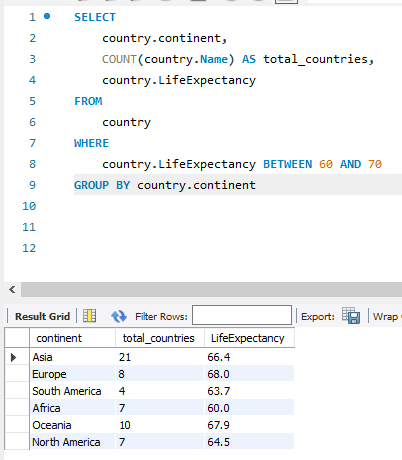 1 SELECT
2 country.continent,
3 COUNT(country.Name) AS total_countries,
4 country.LifeExpectancy
5 FROM
6 country
7 WHERE
8 country.LifeExpectancy BETWEEN 60 AND 70
9 GROUP BY country.continent
10
11
12
Result Grid Filter Rows: Export: Wrap
continent total_countries LifeExpectancy
Asia 21 66.4
Europe 8 68.0
South America 4 63.7
Africa 7 60.0
Oceania 10 67.9
North America 7 64.5